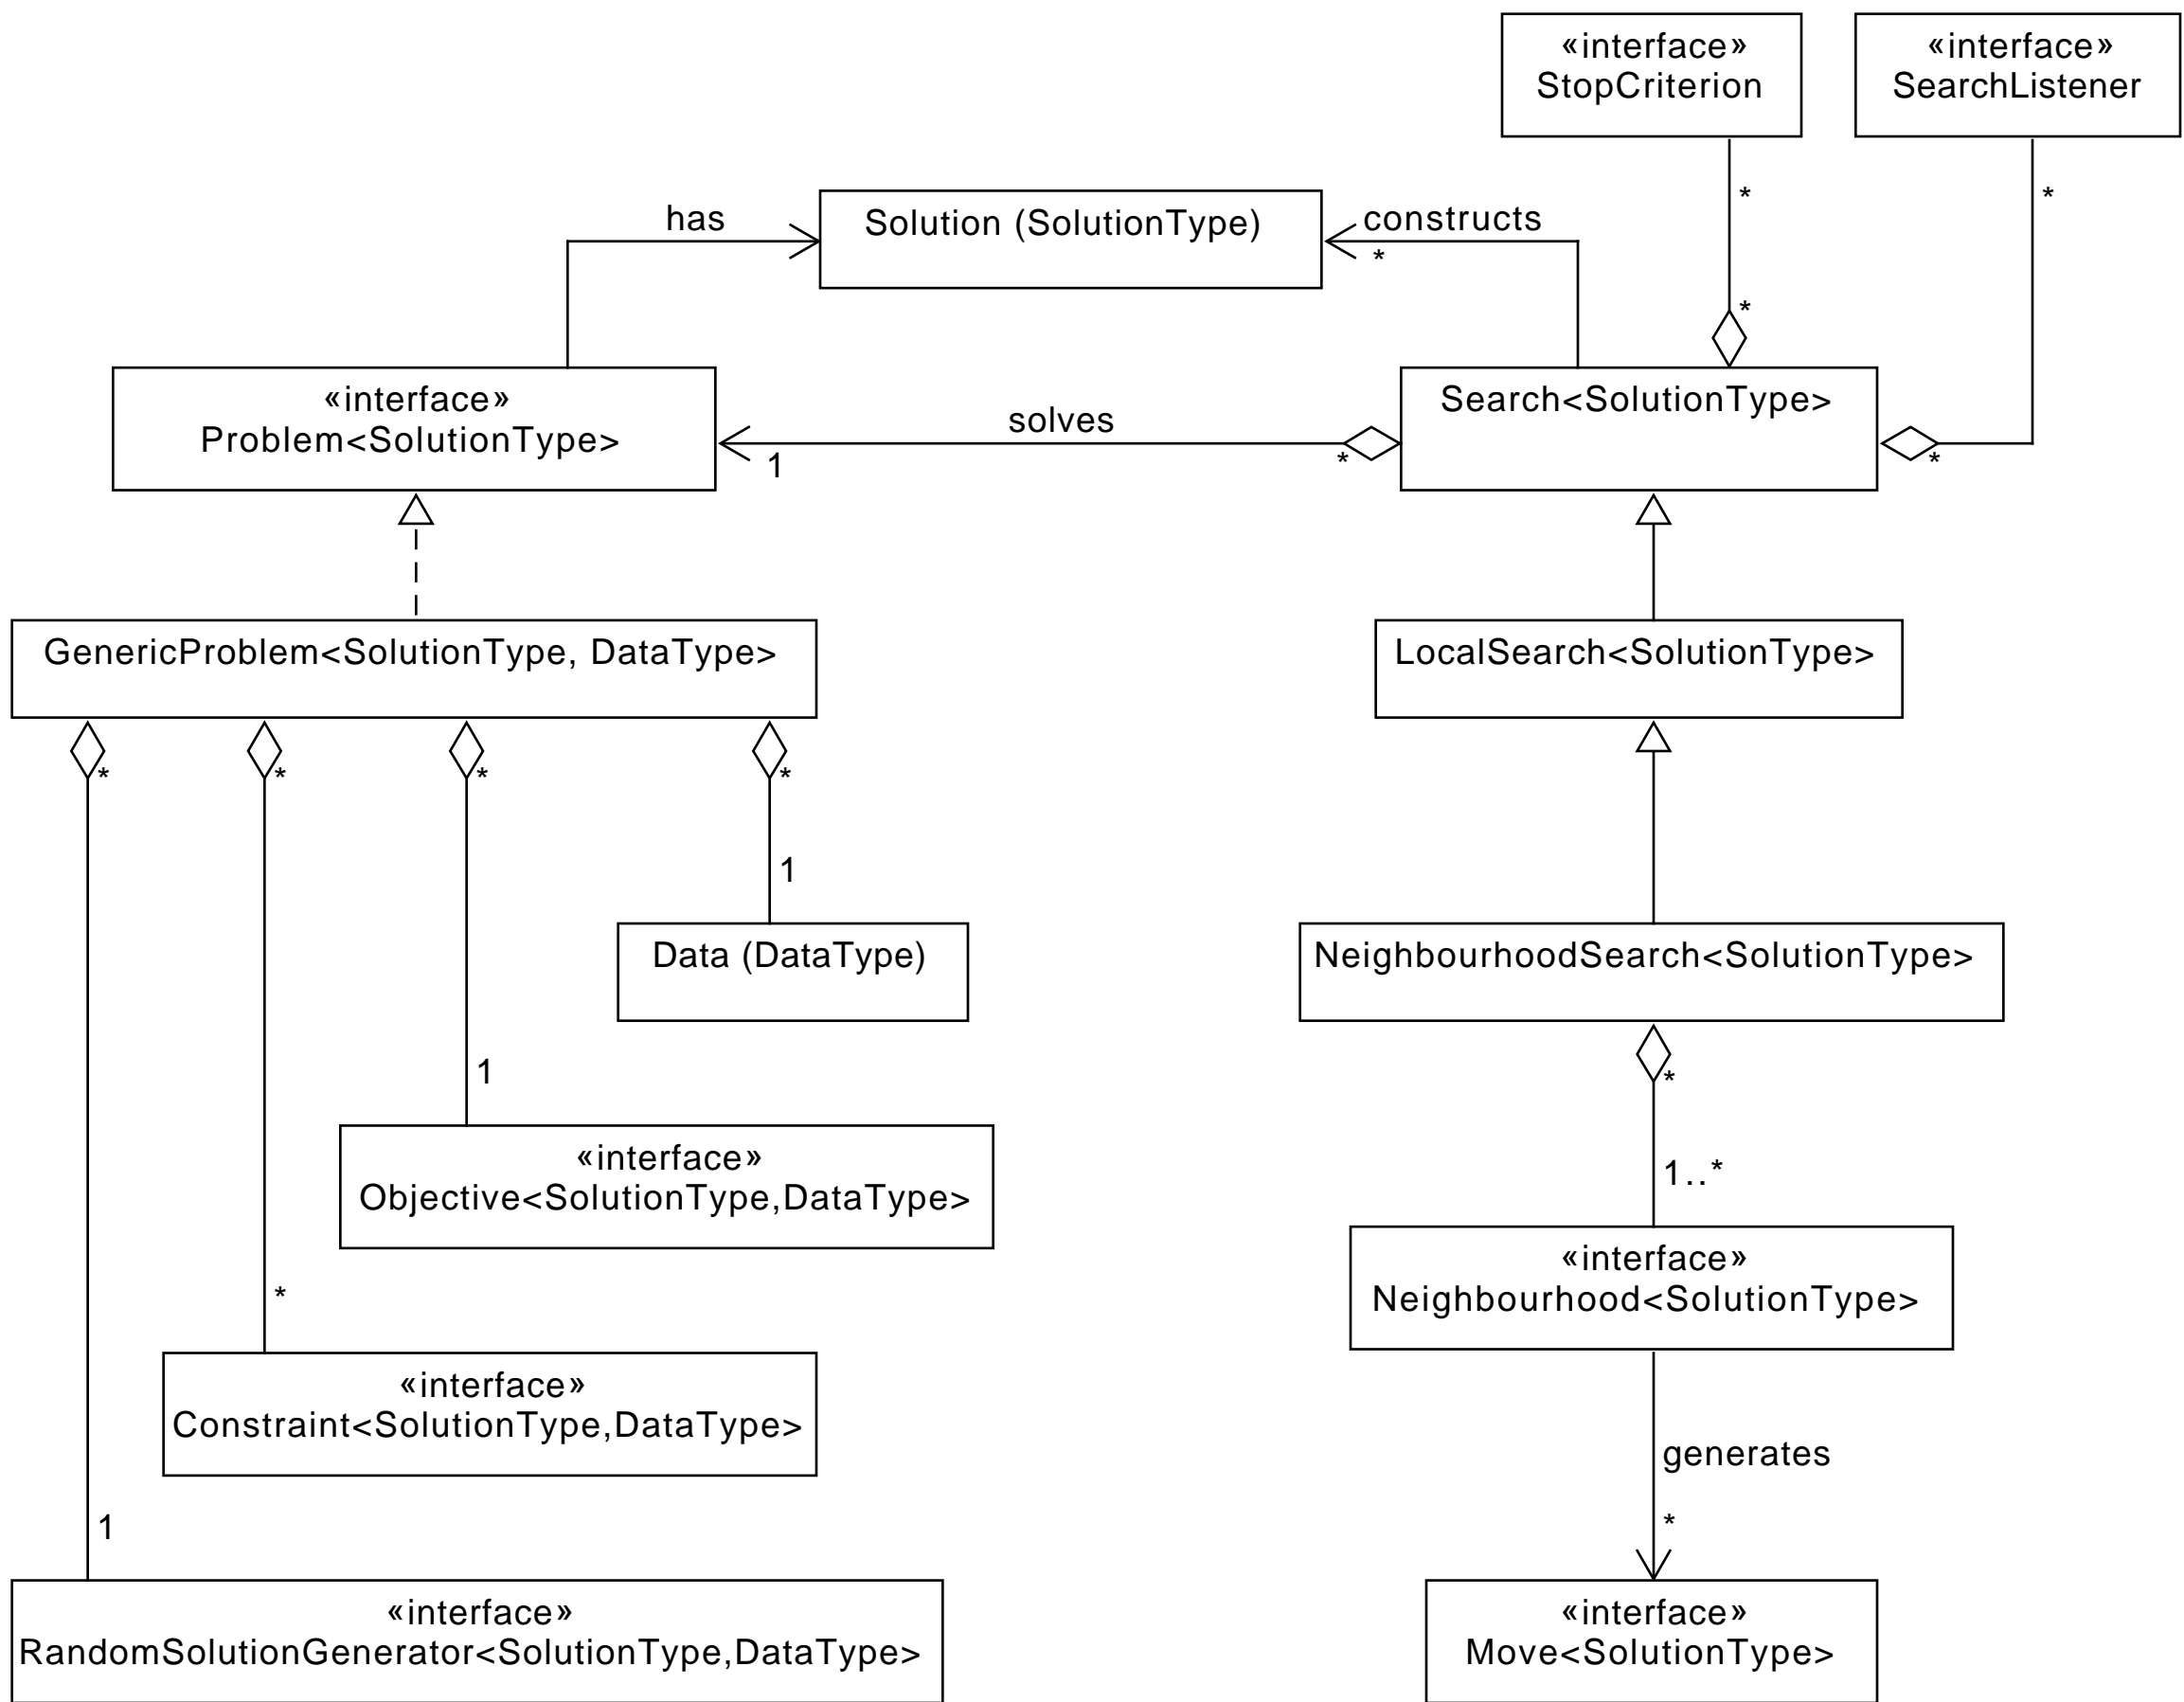 «interface»
StopCriterion
«interface»
SearchListener
*
*
has
Solution (SolutionType)
constructs
*
*
«interface»
Problem<SolutionType>
solves
1
*
Search<SolutionType>
*
GenericProblem<SolutionType, DataType>
LocalSearch<SolutionType>
*
*
*
*
1
Data (DataType)
NeighbourhoodSearch<SolutionType>
1
*
«interface»
Objective<SolutionType,DataType>
1..*
*
«interface»
Neighbourhood<SolutionType>
«interface»
Constraint<SolutionType,DataType>
generates
1
*
«interface»
RandomSolutionGenerator<SolutionType,DataType>
«interface»
Move<SolutionType>